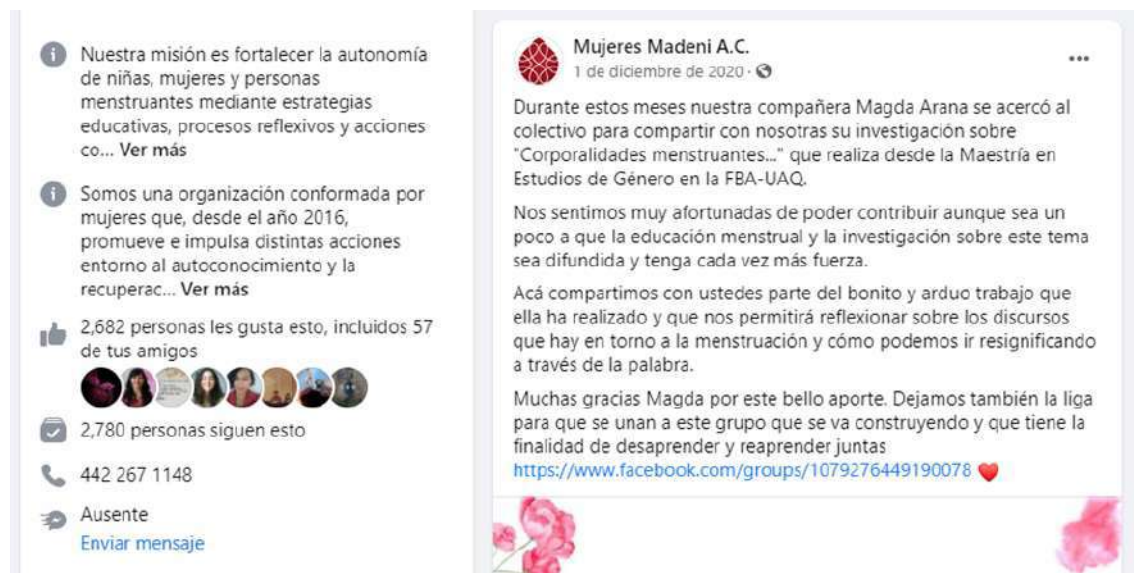 Nuestra misión es fortalecer la autonomía
de niñas, mujeres y personas
menstruantes mediante estrategias
educativas, procesos reflexivos y acciones
co... Ver más
Somos una organización conformada por
mujeres que, desde el año 2016,
promueve e impulsa distintas acciones
entorno al autoconocimiento y la
recuperac... Ver más
2,682 personas les gusta esto, incluidos 57
de tus amigos
2,780 personas siguen esto
442 267 1148
Ausente
Enviar mensaje
Mujeres Madeni A.C.
1 de diciembre de 2020 ·
Durante estos meses nuestra compañera Magda Arana se acercó al
colectivo para compartir con nosotras su investigación sobre
"Corporalidades menstruantes..." que realiza desde la Maestría en
Estudios de Género en la FBA-UAQ.
Nos sentimos muy afortunadas de poder contribuir aunque sea un
poco a que la educación menstrual y la investigación sobre este tema
sea difundida y tenga cada vez más fuerza.
Acá compartimos con ustedes parte del bonito y arduo trabajo que
ella ha realizado y que nos permitirá reflexionar sobre los discursos
que hay en torno a la menstruación y cómo podemos ir resignificando
a través de la palabra.
Muchas gracias Magda por este bello aporte. Dejamos también la liga
para que se unan a este grupo que se va construyendo y que tiene la
finalidad de desaprender y reaprender juntas
https://www.facebook.com/groups/1079276449190078